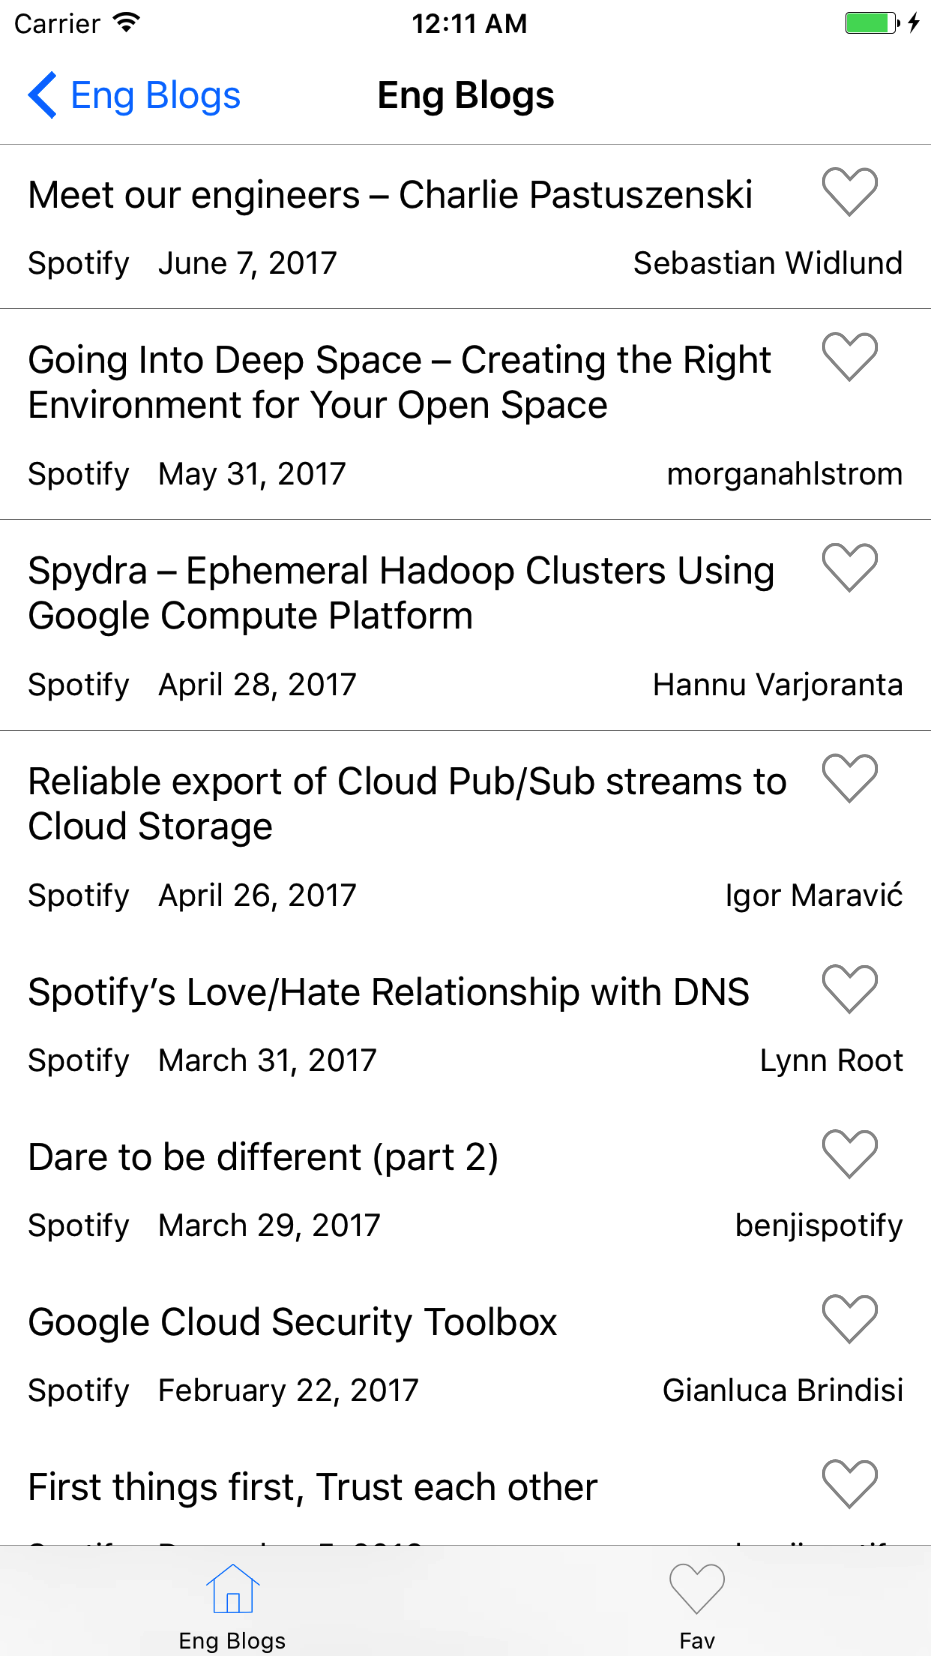 Carrier 12:11 AM
Eng Blogs Eng Blogs
Meet our engineers – Charlie Pastuszenski
Spotify June 7, 2017 Sebastian Widlund
Going Into Deep Space – Creating the Right
Environment for Your Open Space
Spotify May 31, 2017 morganahlstrom
Spydra – Ephemeral Hadoop Clusters Using
Google Compute Platform
Spotify April 28, 2017 Hannu Varjoranta
Reliable export of Cloud Pub/Sub streams to
Cloud Storage
Spotify April 26, 2017 Igor Maravić
Spotify’s Love/Hate Relationship with DNS
Spotify March 31, 2017 Lynn Root
Dare to be different (part 2)
Spotify March 29, 2017 benjispotify
Google Cloud Security Toolbox
Spotify February 22, 2017 Gianluca Brindisi
First things first, Trust each other
Eng Blogs Fav